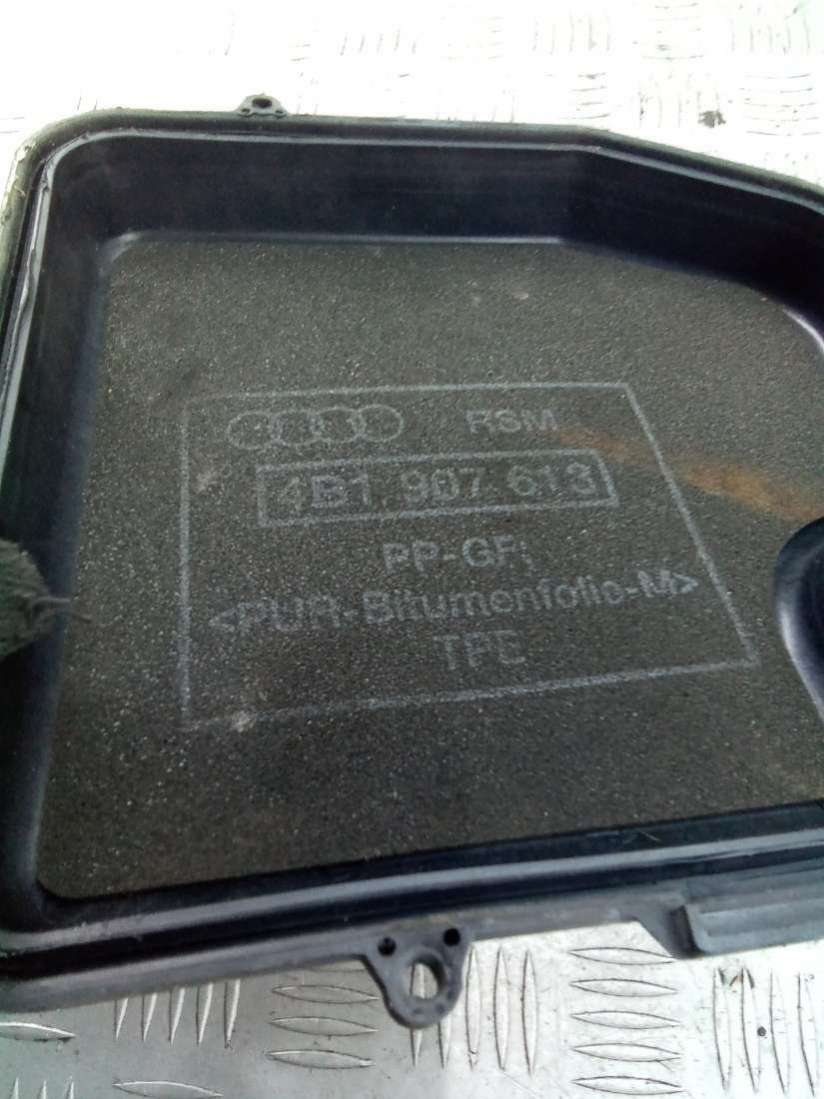 RSM
4B1 907 613
PP-GF;
<PUR-Bitumenfolie-M>
TPE